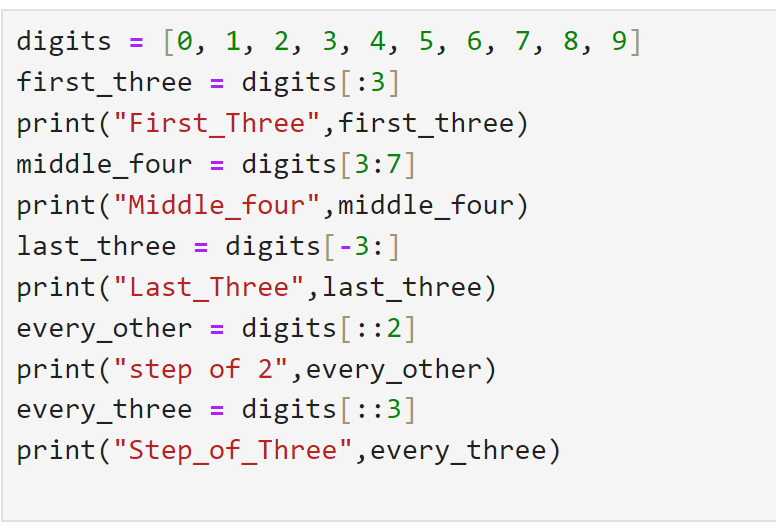 digits = [0, 1, 2, 3, 4, 5, 6, 7, 8, 9]
first_three = digits[:3]
print("First_Three",first_three)
middle_four = digits[3:7]
print("Middle_four",middle_four)
last_three = digits[-3:]
print("Last_Three",last_three)
every_other = digits[::2]
print("step of 2",every_other)
every_three = digits[::3]
print("Step_of_Three",every_three)